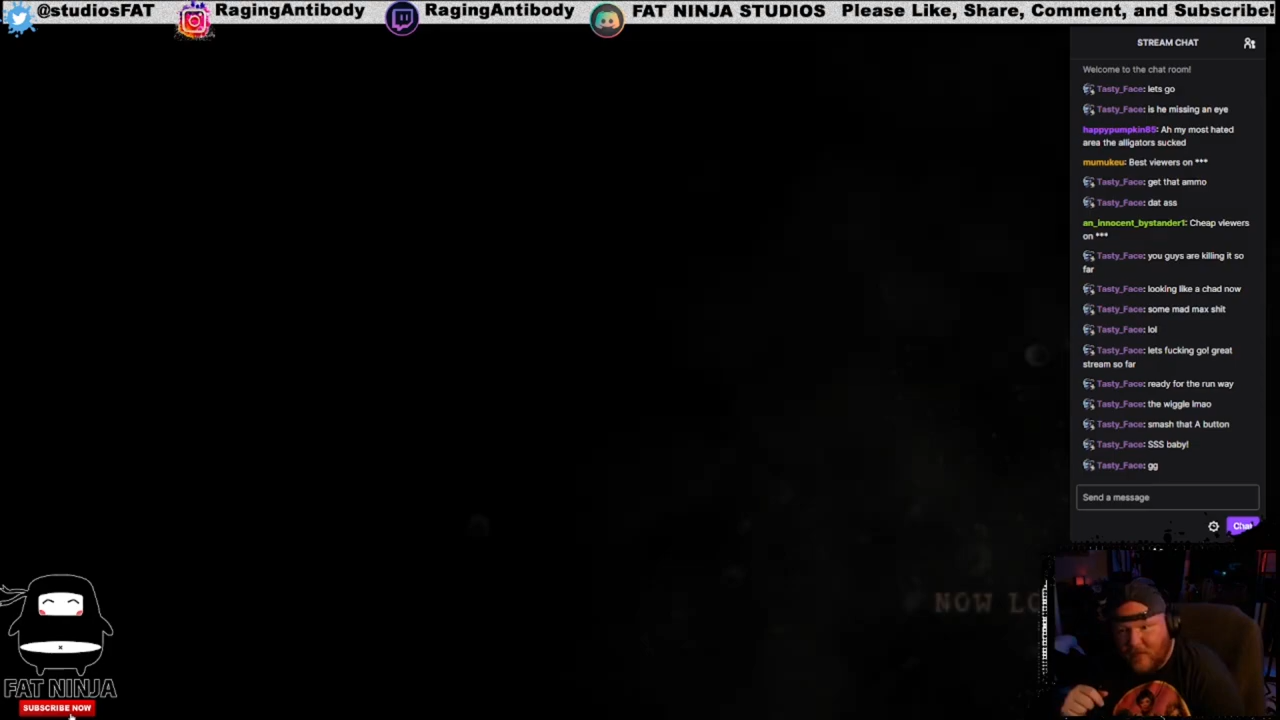 @studiosFAT RagingAntibody RagingAntibody FAT NINJA STUDIOS Please Like, Share, Comment, and Subscribe!
STREAM CHAT
Welcome to the chat room!
Tasty_Face: lets go
Tasty_Face: is he missing an eye
happypumpkin85: Ah my most hated
area the alligators sucked
mumukeu: Best viewers on ***
Tasty_Face: get that ammo
Tasty_Face: dat ass
an_innocent_bystander1: Cheap viewers
on ***
Tasty_Face: you guys are killing it so
far
Tasty_Face: looking like a chad now
Tasty_Face: some mad max shit
Tasty_Face: lol
Tasty_Face: lets fucking go! great
stream so far
Tasty_Face: ready for the run way
Tasty_Face: the wiggle lmao
Tasty_Face: smash that A button
Tasty_Face: SSS baby!
Tasty_Face: gg
Send a message
Chat
NOW LO
FAT NINJA
SUBSCRIBE NOW